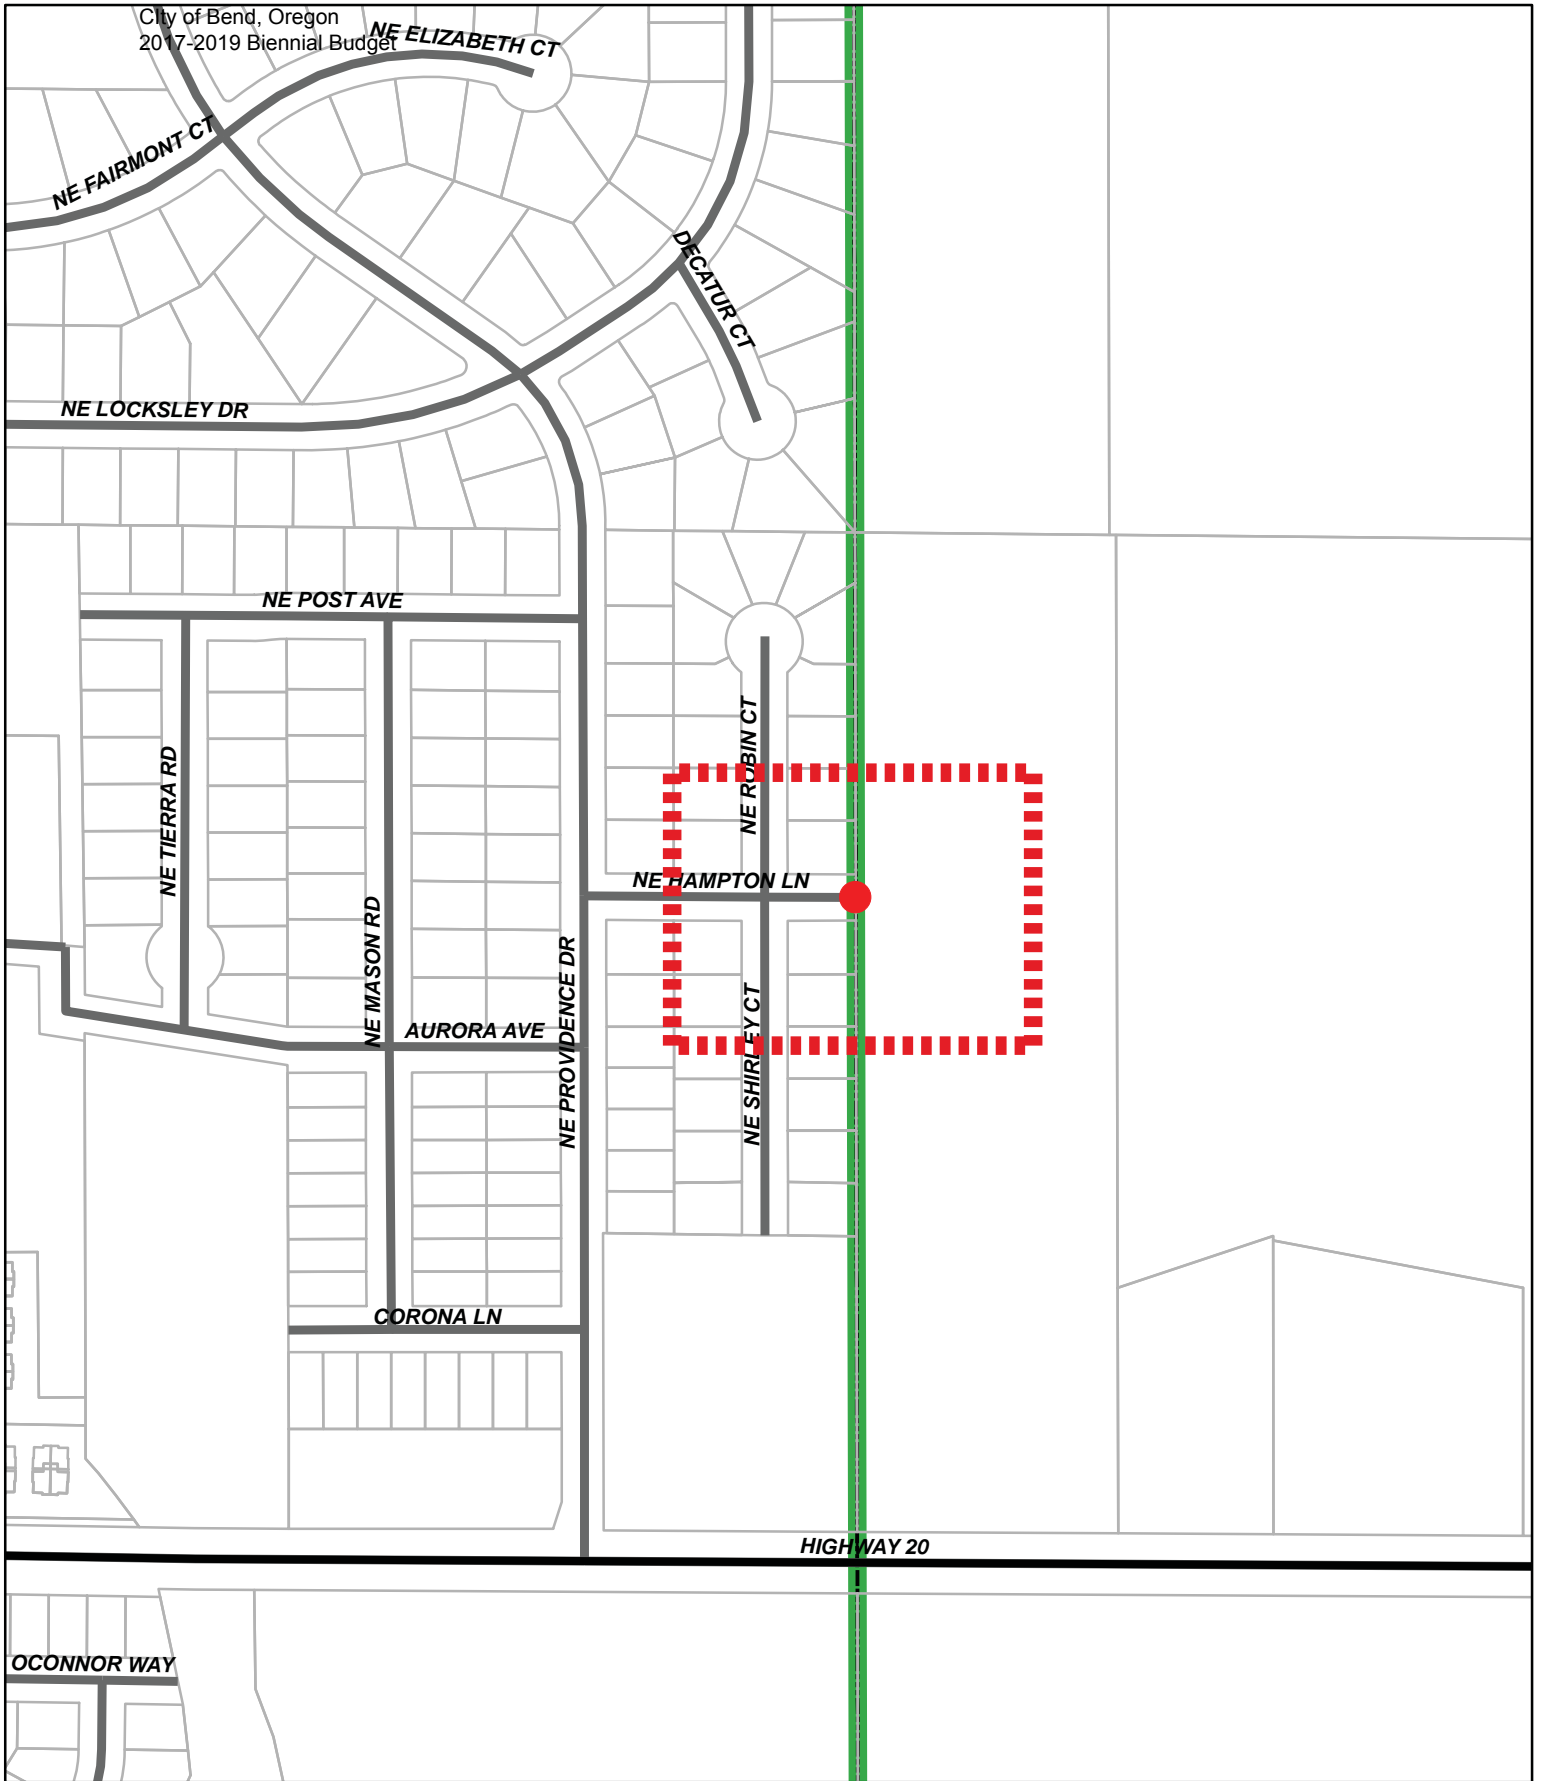 CIty of Bend, Oregon
2017-2019 Biennial Budget
NE ELIZABETH CT
NE FAIRMONT CT
DECATUR CT
NE LOCKSLEY DR
NE POST AVE
NE ROBIN CT
NE TIERRA RD
NE HAMPTON LN
NE MASON RD
NE PROVIDENCE DR
NE SHIRLEY CT
AURORA AVE
CORONA LN
HIGHWAY 20
OCONNOR WAY